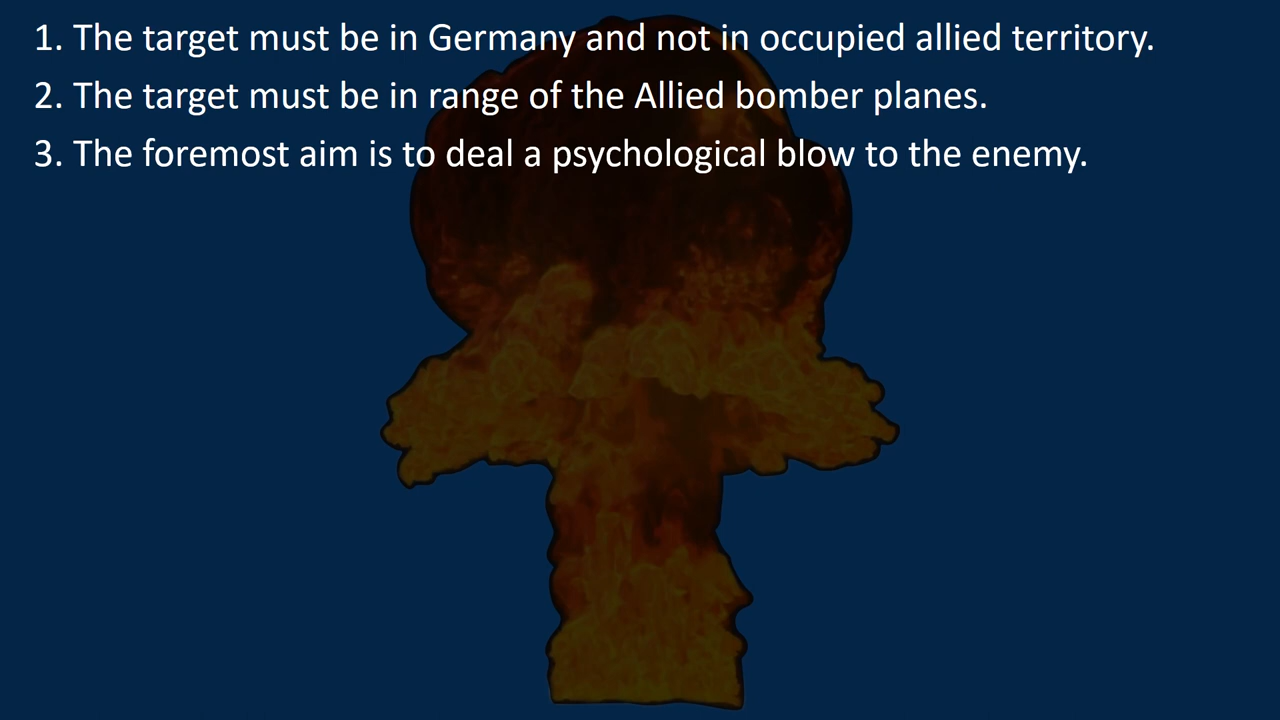 1. The target must be in Germany and not in occupied allied territory.
2. The target must be in range of the Allied bomber planes.
3. The foremost aim is to deal a psychological blow to the enemy.